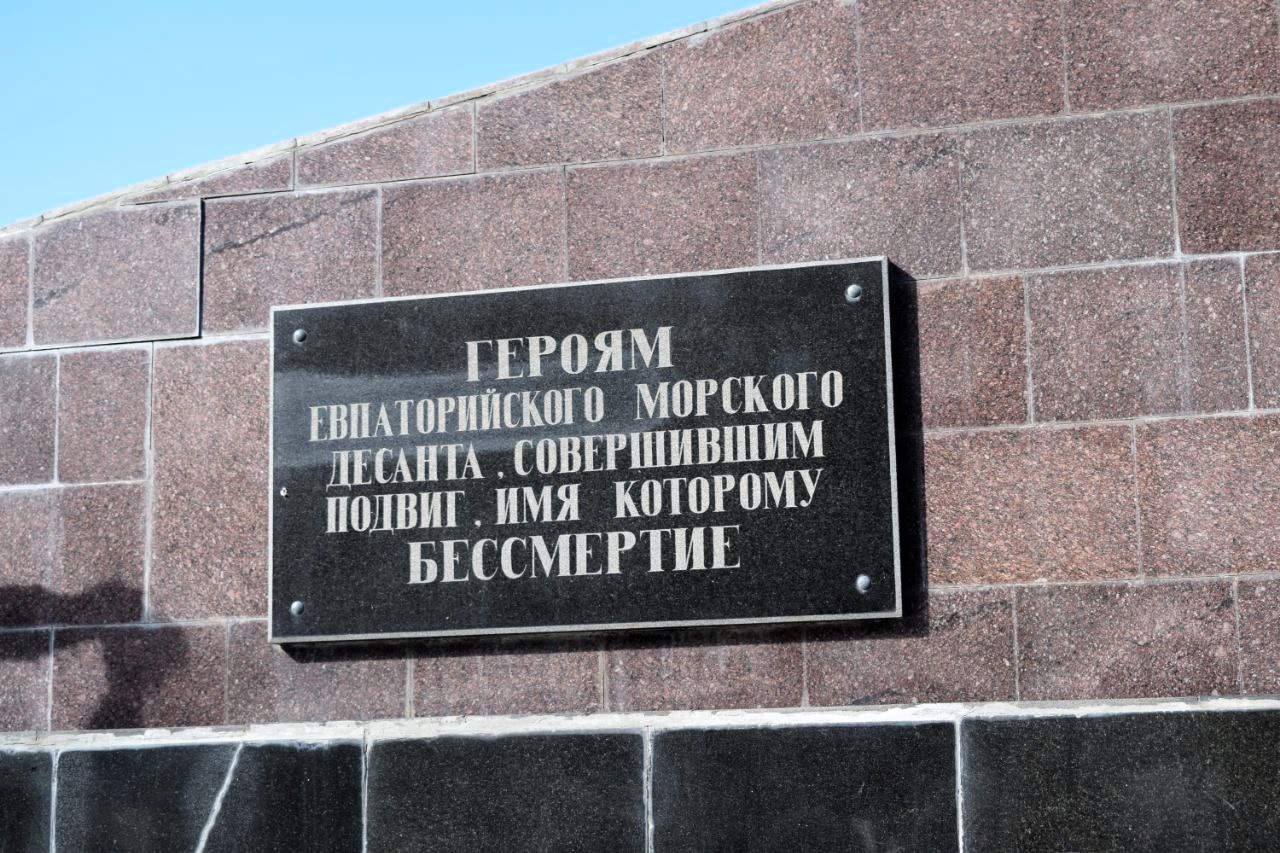 ГЕРОЯМ
ЕВПАТОРИЙСКОГО МОРСКОГО
ДЕСАНТА , СОВЕРШИВШИМ
ПОДВИГ , ИМЯ КОТОРОМУ
БЕССМЕРТИЕ